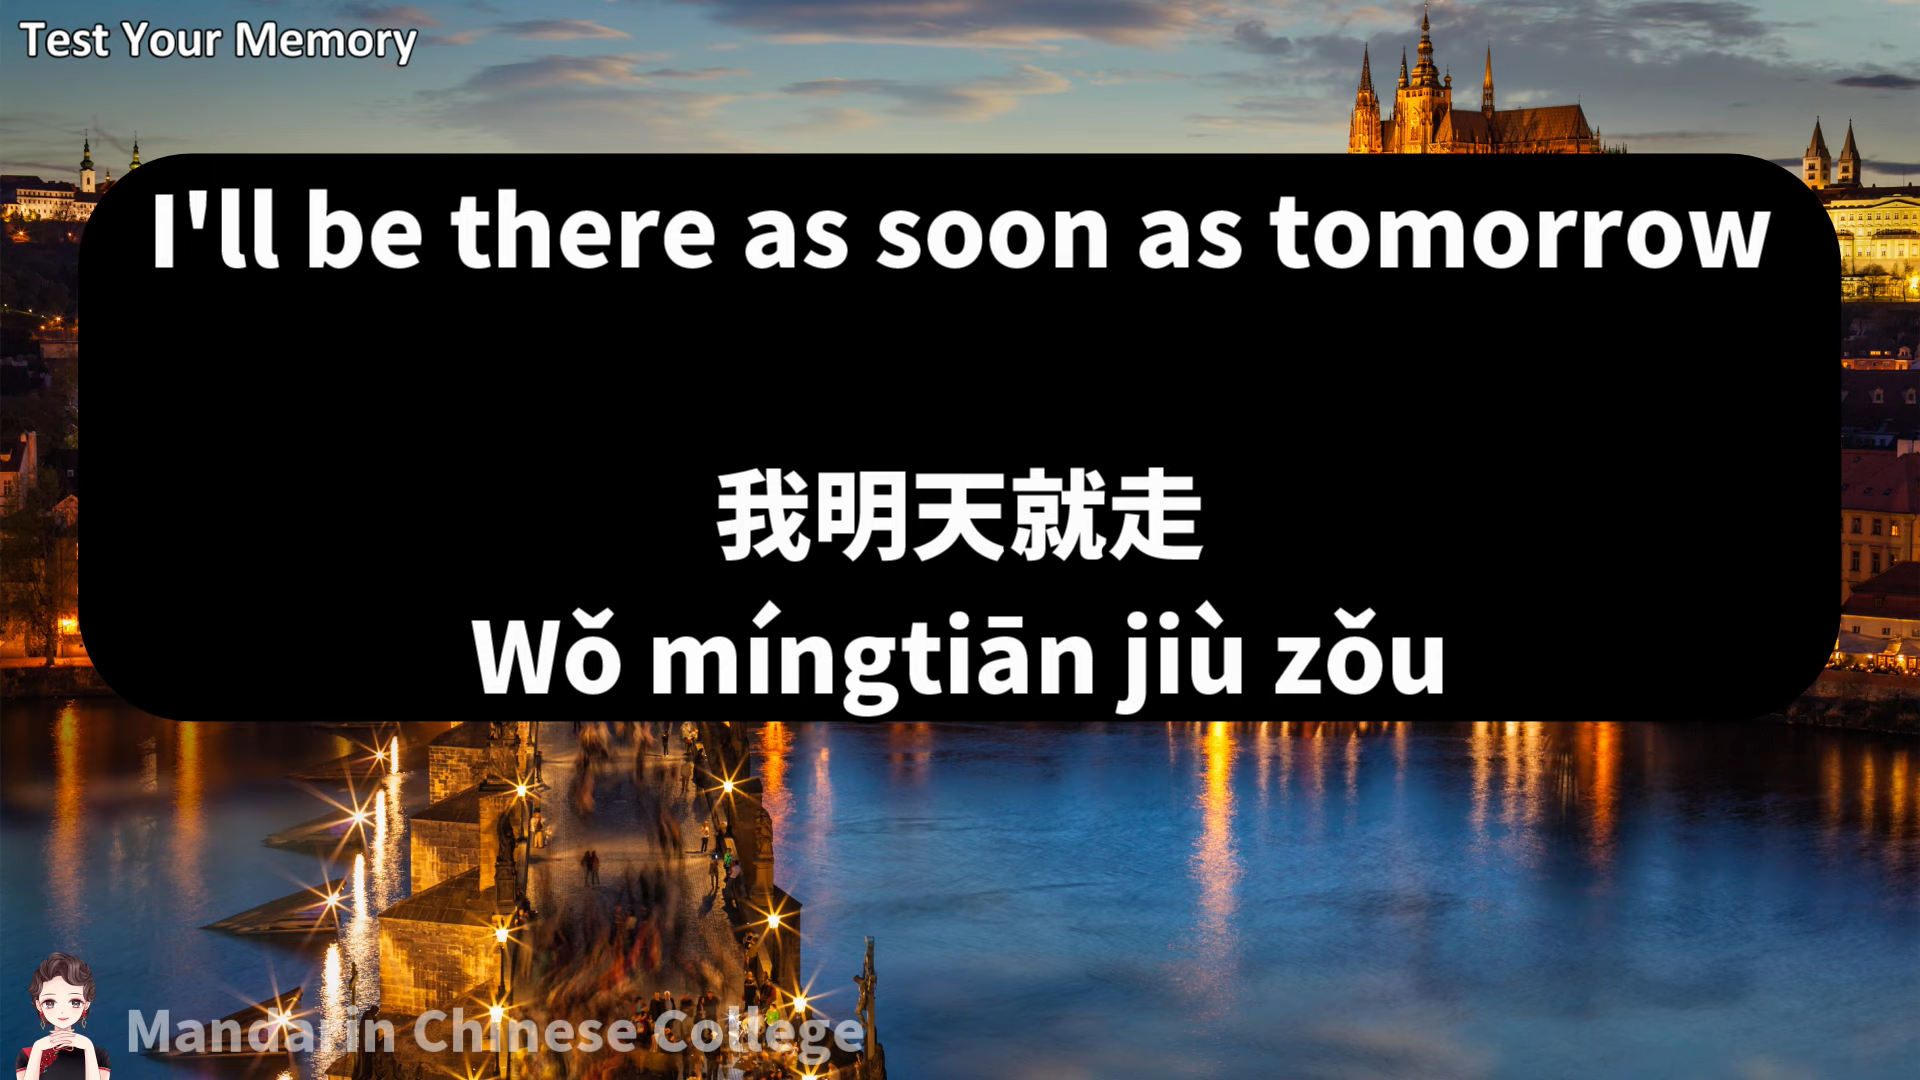 Test Your Memory
I'll be there as soon as tomorrow
我明天就走
Wǒ míngtiān jiù zǒu
Mandarin Chinese College